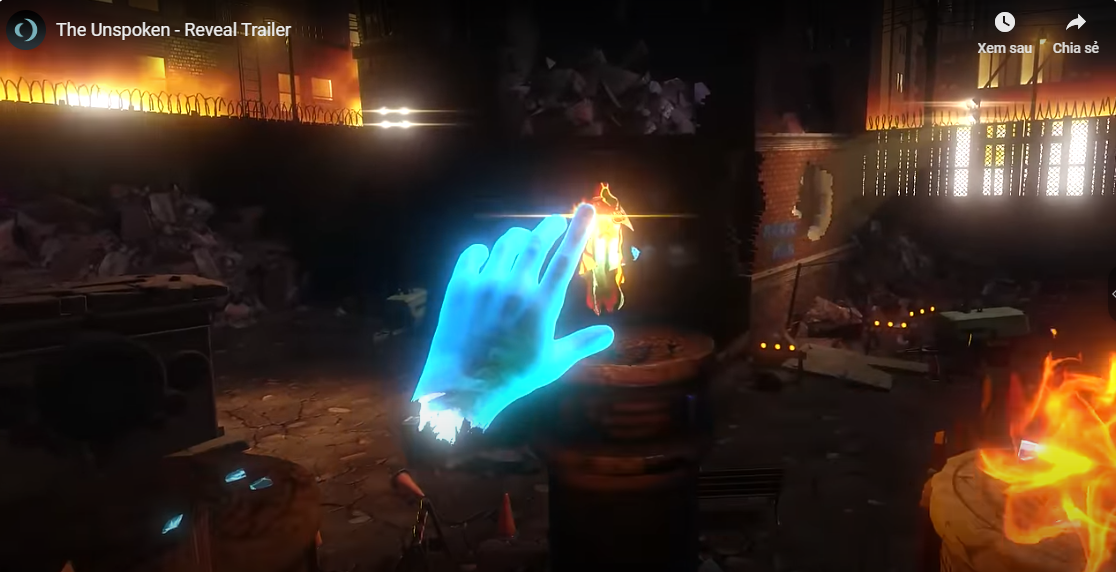 The Unspoken - Reveal Trailer
Xem sau
Chia sẻ